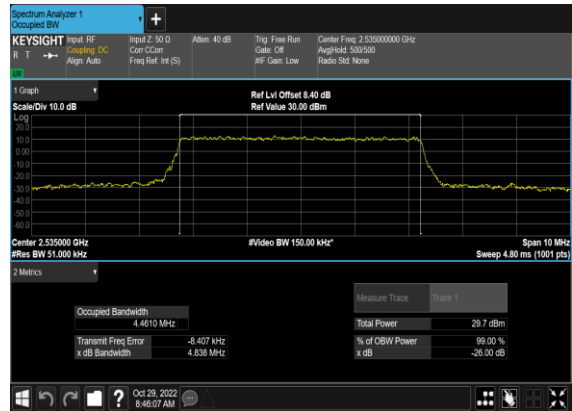 Spectrum Analyzer 1
Occupied BW
+
KEYSIGHT Input: RF Input Z: 50 Ω Atten: 40 dB Trig: Free Run Center Freq: 2.535000000 GHz
R T Coupling: DC Corr CCorr Gate: Off Avg|Hold: 500/500
Align: Auto Freq Ref: Int (S) #IF Gain: Low Radio Std: None
1 Graph
Ref Lvl Offset 8.40 dB
Scale/Div 10.0 dB Ref Value 30.00 dBm
Log
20.0
10.0
0.00
-10.0
-20.0
-30.0
-40.0
-50.0
-60.0
Center 2.535000 GHz #Video BW 150.00 kHz* Span 10 MHz
#Res BW 51.000 kHz Sweep 4.80 ms (1001 pts)
2 Metrics
Measure Trace Trace 1
Occupied Bandwidth
4.4610 MHz Total Power 29.7 dBm
Transmit Freq Error -8.407 kHz % of OBW Power 99.00 %
x dB Bandwidth 4.838 MHz x dB -26.00 dB
? Oct 29, 2022
8:46:07 AM